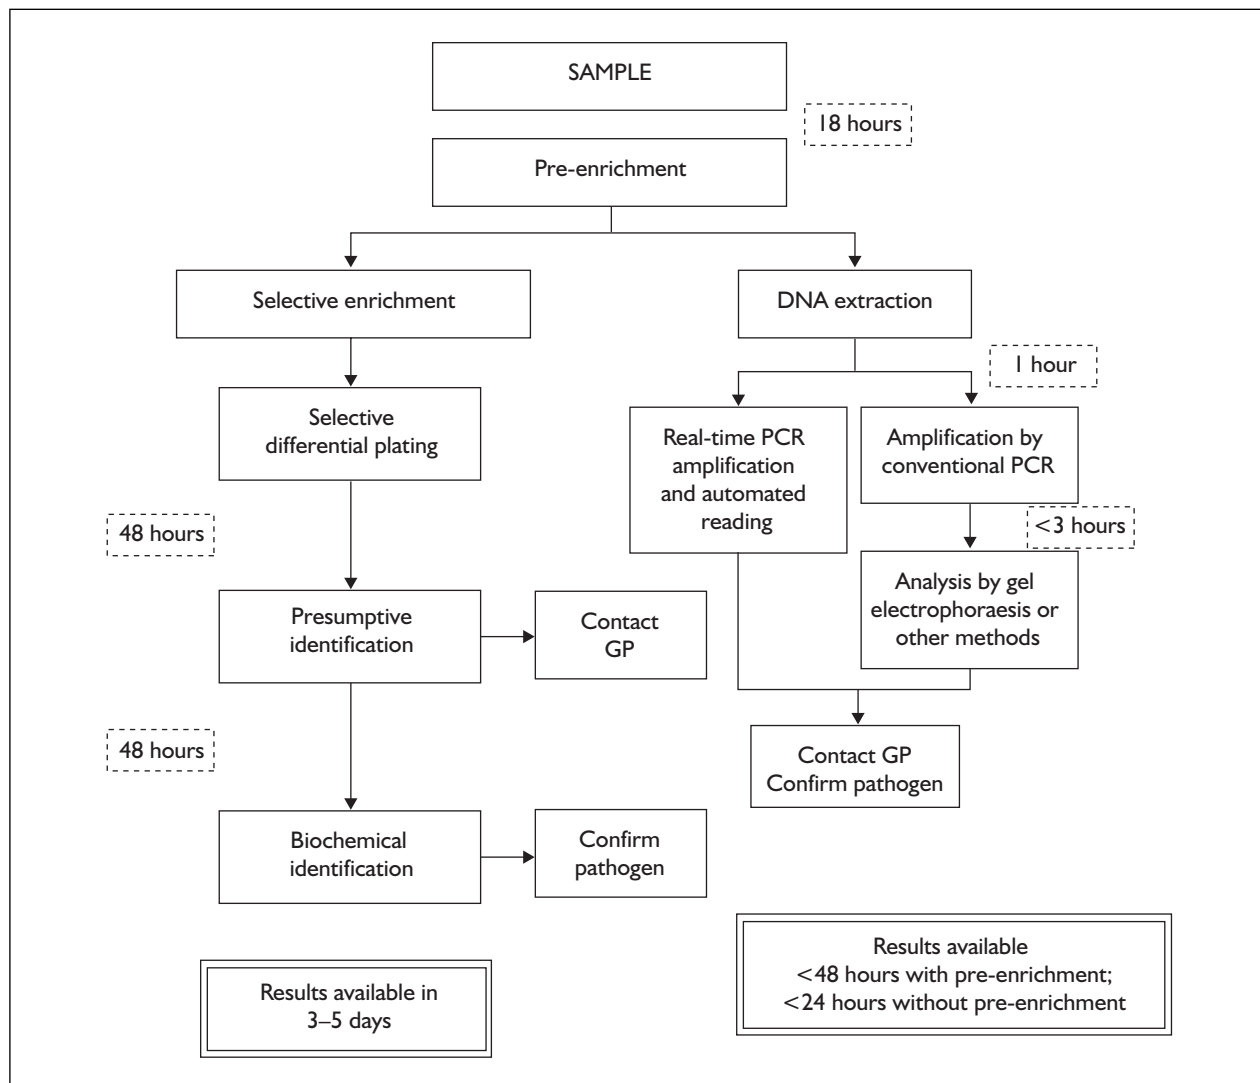 SAMPLE
18 hours
Pre-enrichment
Selective enrichment
DNA extraction
1 hour
Selective
differential plating
Real-time PCR
amplification
and automated
reading
Amplification by
conventional PCR
48 hours
<3 hours
Presumptive
identification
Contact
GP
Analysis by gel
electrophoraesis or
other methods
48 hours
Contact GP
Confirm pathogen
Biochemical
identification
Confirm
pathogen
Results available in
3–5 days
Results available
<48 hours with pre-enrichment;
<24 hours without pre-enrichment